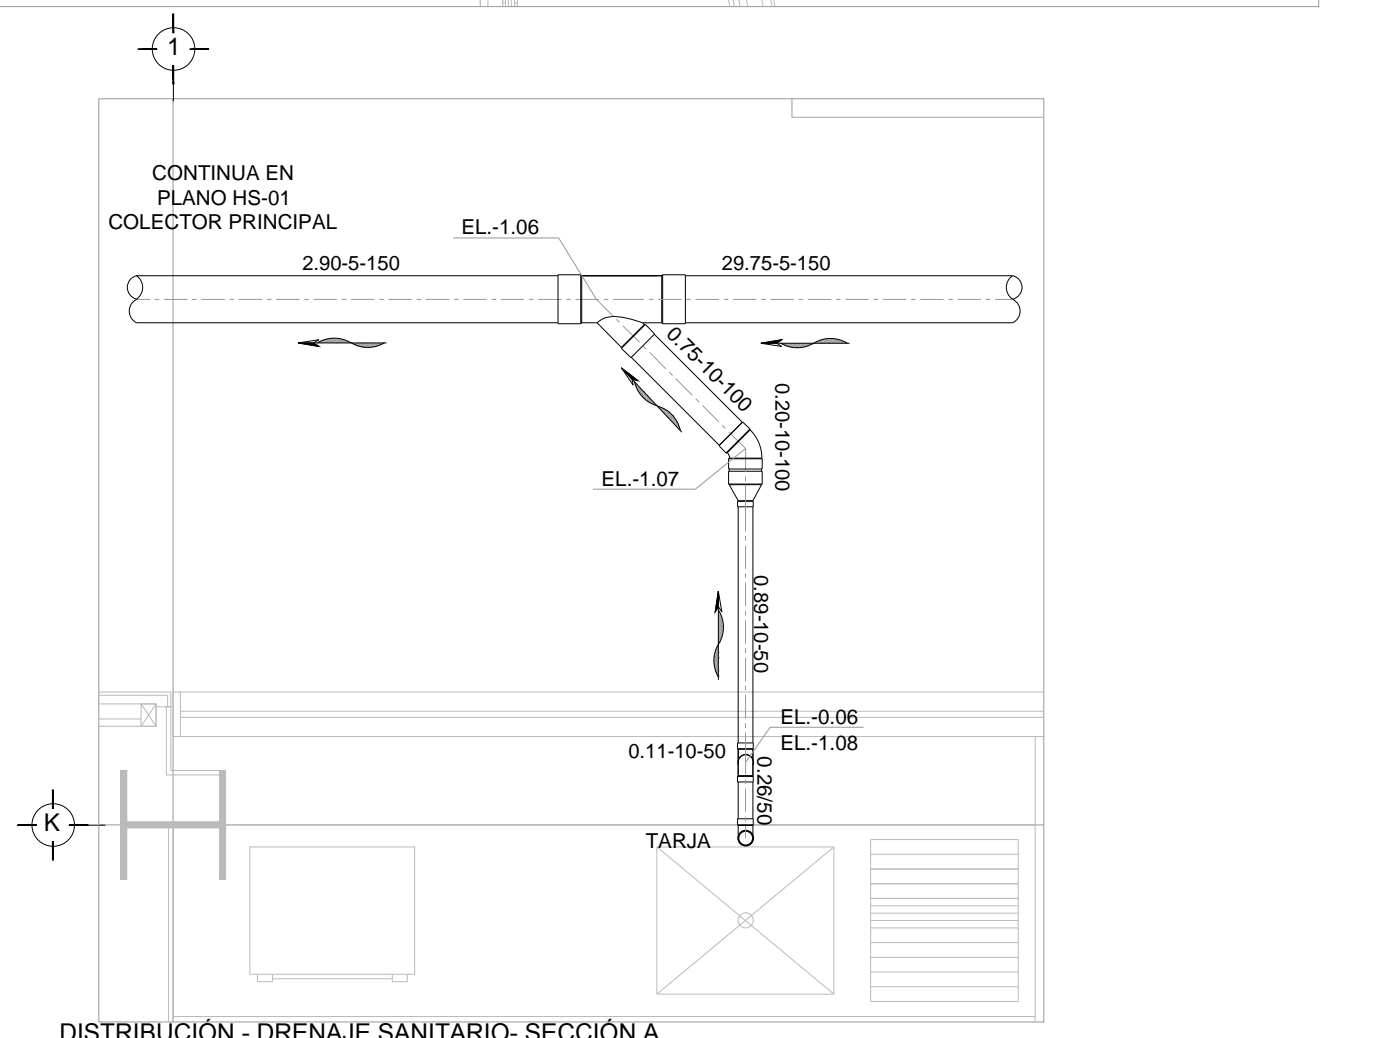 1
CONTINUA EN
PLANO HS-01
COLECTOR PRINCIPAL
EL.-1.06
2.90-5-150
29.75-5-150
0.75-10-100
0.20-10-100
EL.-1.07
0.89-10-50
EL.-0.06
EL.-1.08
0.11-10-50
0.26/50
K
TARJA
DISTRIBUCIÓN - DRENAJE SANITARIO- SECCIÓN A